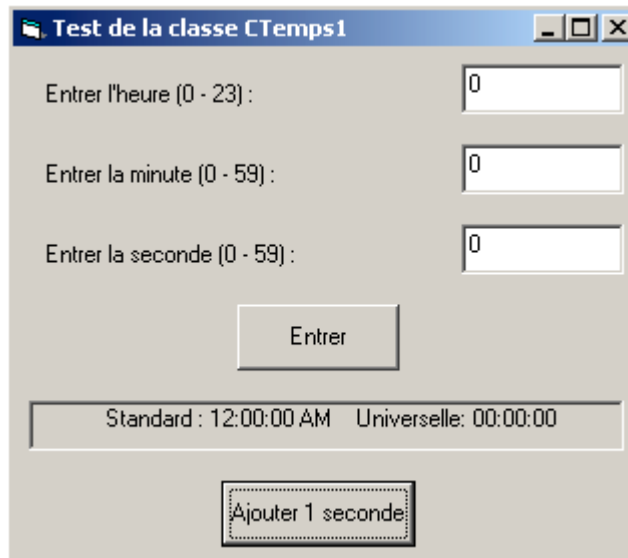 Test de la classe CTemps1
Entrer l'heure (0 - 23) :
0
Entrer la minute (0 - 59) :
0
Entrer la seconde (0 - 59) :
0
Entrer
Standard : 12:00:00 AM Universelle: 00:00:00
Ajouter 1 seconde